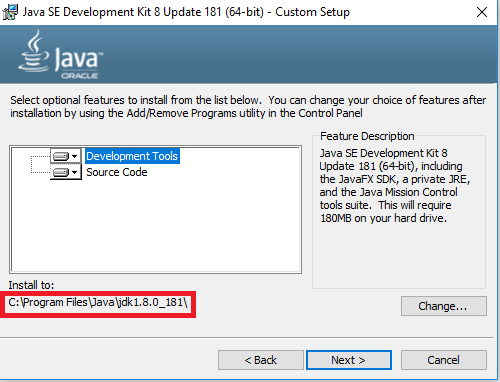 Java SE Development Kit 8 Update 181 (64-bit) - Custom Setup
Java
ORACLE
Select optional features to install from the list below. You can change your choice of features after
installation by using the Add/Remove Programs utility in the Control Panel
Development Tools
Source Code
Feature Description
Java SE Development Kit 8
Update 181 (64-bit), including
the JavaFX SDK, a private JRE,
and the Java Mission Control
tools suite. This will require
180MB on your hard drive.
Install to:
C:\Program Files\Java\jdk1.8.0_181\
Change...
< Back
Next >
Cancel